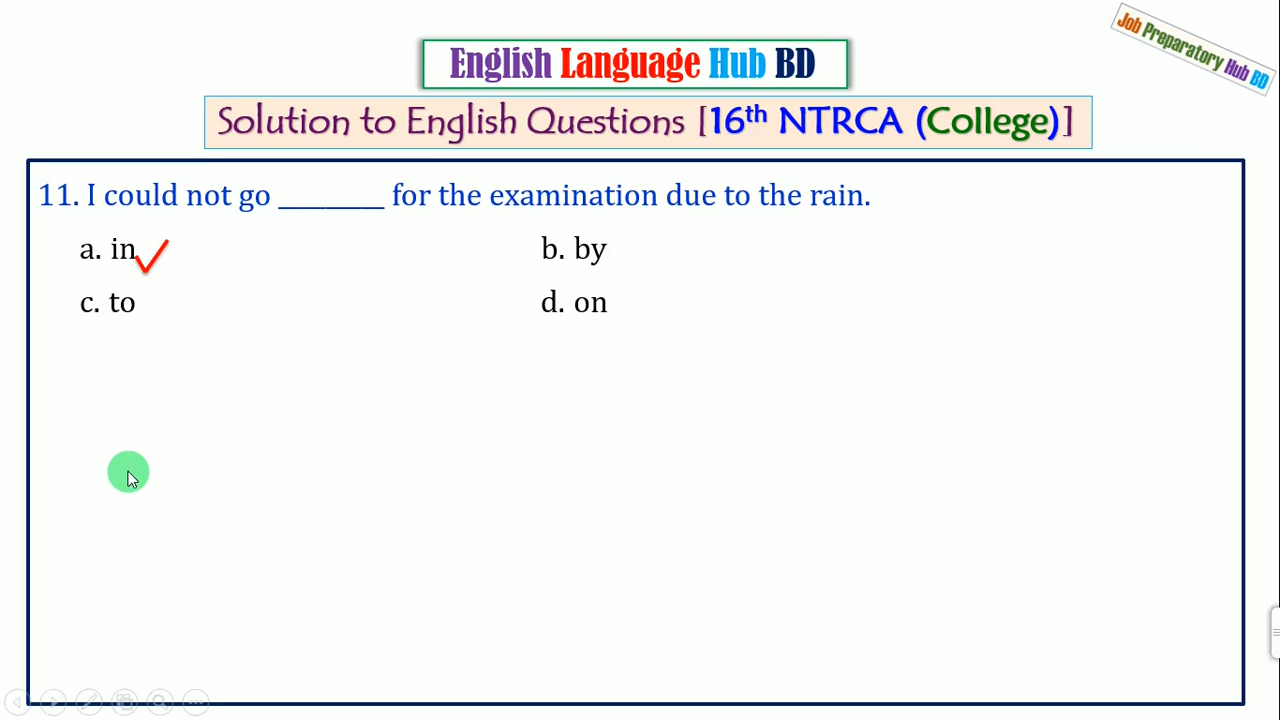 Job Preparatory Hub BD
English Language Hub BD
Solution to English Questions [16th NTRCA (College)]
11. I could not go ________ for the examination due to the rain.
a. in
b. by
c. to
d. on